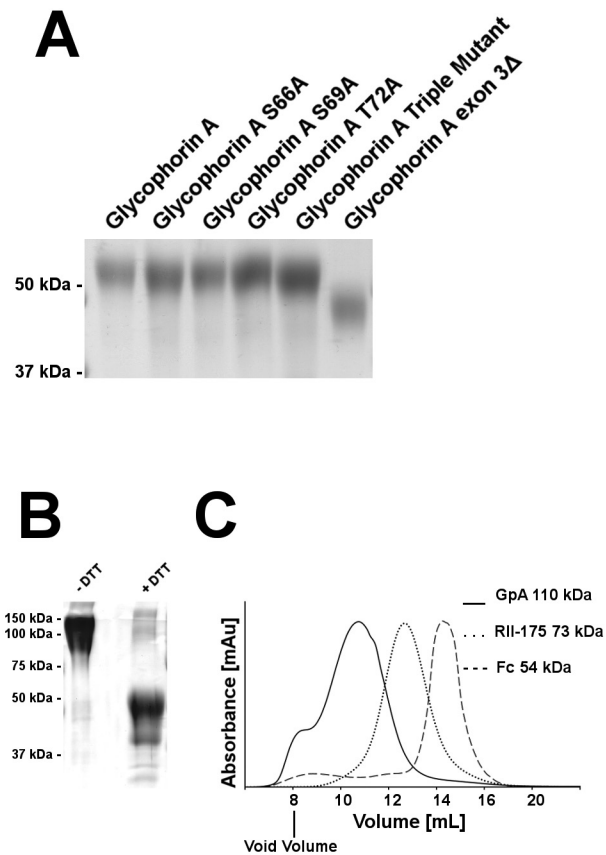 A
Glycophorin A
Glycophorin A S66A
Glycophorin A S69A
Glycophorin A T72A
Glycophorin A Triple Mutant
Glycophorin A exon 3Δ
50 kDa -
37 kDa -
B
- DTT
+ DTT
150 kDa -
100 kDa -
75 kDa -
50 kDa -
37 kDa -
C
GpA 110 kDa
RII-175 73 kDa
Fc 54 kDa
Absorbance [mAu]
8 10 12 14 16 20
Volume [mL]
Void Volume